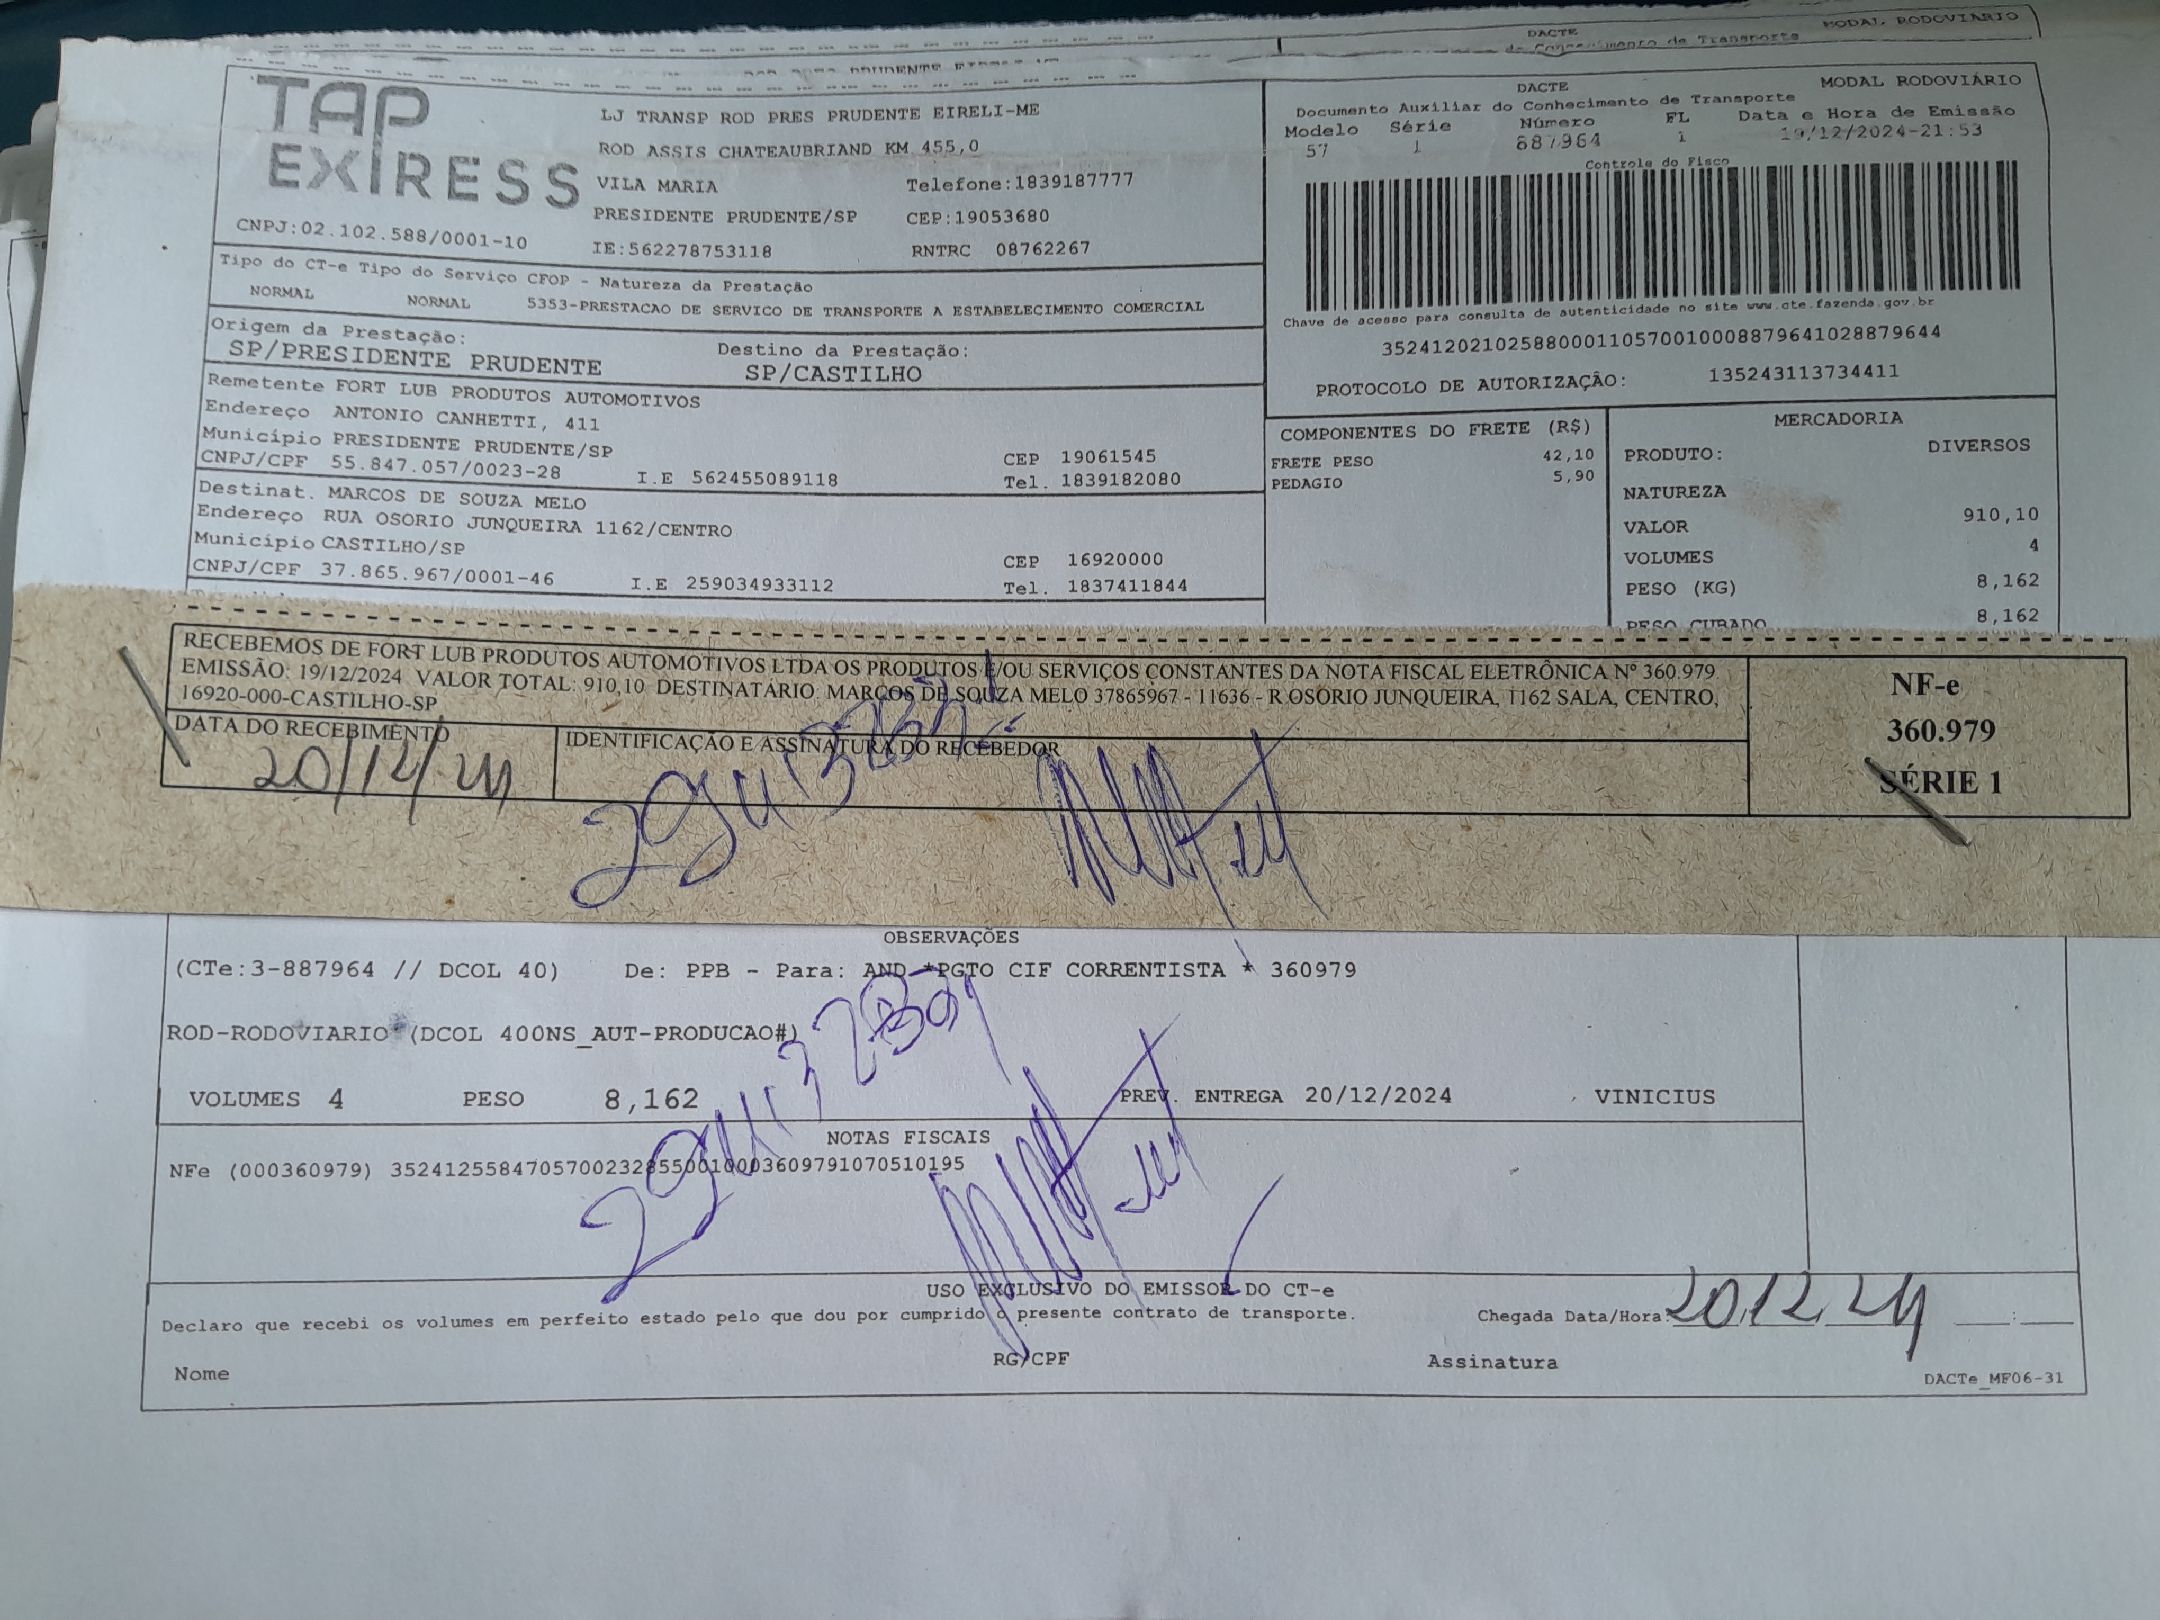 DACTE MODAL RODOVIARIO
de Conhecimento de Transporte
TAP
EXPRESS
CNPJ:02.102.588/0001-10
LJ TRANSP ROD PRES PRUDENTE EIRELI-ME
ROD ASSIS CHATEAUBRIAND KM 455,0
VILA MARIA Telefone:1839187777
PRESIDENTE PRUDENTE/SP CEP:19053680
IE:562278753118 RNTRC 08762267
DACTE MODAL RODOVIÁRIO
Documento Auxiliar do Conhecimento de Transporte
Modelo Série Número FL Data e Hora de Emissão
57 1 887964 1 19/12/2024-21:53
Controle do Fisco
Chave de acesso para consulta de autenticidade no site www.cte.fazenda.gov.br
35241202102588000110570010008879641028879644
PROTOCOLO DE AUTORIZAÇÃO: 135243113734411
Tipo do CT-e Tipo do Serviço CFOP - Natureza da Prestação
NORMAL NORMAL 5353-PRESTACAO DE SERVICO DE TRANSPORTE A ESTABELECIMENTO COMERCIAL
Origem da Prestação: Destino da Prestação:
SP/PRESIDENTE PRUDENTE SP/CASTILHO
Remetente FORT LUB PRODUTOS AUTOMOTIVOS
Endereço ANTONIO CANHETTI, 411
Município PRESIDENTE PRUDENTE/SP CEP 19061545
CNPJ/CPF 55.847.057/0023-28 I.E 562455089118 Tel. 1839182080
Destinat. MARCOS DE SOUZA MELO
Endereço RUA OSORIO JUNQUEIRA 1162/CENTRO
Município CASTILHO/SP CEP 16920000
CNPJ/CPF 37.865.967/0001-46 I.E 259034933112 Tel. 1837411844
COMPONENTES DO FRETE (R$)
FRETE PESO 42,10
PEDAGIO 5,90
MERCADORIA
PRODUTO: DIVERSOS
NATUREZA
VALOR 910,10
VOLUMES 4
PESO (KG) 8,162
PESO CUBADO 8,162
RECEBEMOS DE FORT LUB PRODUTOS AUTOMOTIVOS LTDA OS PRODUTOS E/OU SERVIÇOS CONSTANTES DA NOTA FISCAL ELETRÔNICA Nº 360.979
EMISSÃO: 19/12/2024 VALOR TOTAL: 910,10 DESTINATÁRIO: MARCOS DE SOUZA MELO 37865967 - 11636 - R OSORIO JUNQUEIRA, 1162 SALA, CENTRO,
16920-000-CASTILHO-SP
DATA DO RECEBIMENTO IDENTIFICAÇÃO E ASSINATURA DO RECEBEDOR
20/12/24
NF-e
360.979
SÉRIE 1
OBSERVAÇÕES
(CTe:3-887964 // DCOL 40) De: PPB - Para: AND *PGTO CIF CORRENTISTA * 360979
ROD-RODOVIARIO (DCOL 400NS_AUT-PRODUCAO#)
VOLUMES 4 PESO 8,162 PREV. ENTREGA 20/12/2024 VINICIUS
NOTAS FISCAIS
NFe (000360979) 35241255847057002328550010003609791070510195
USO EXCLUSIVO DO EMISSOR DO CT-e
Declaro que recebi os volumes em perfeito estado pelo que dou por cumprido o presente contrato de transporte. Chegada Data/Hora: 20 12 24
Nome RG/CPF Assinatura
DACTe_MF06-31